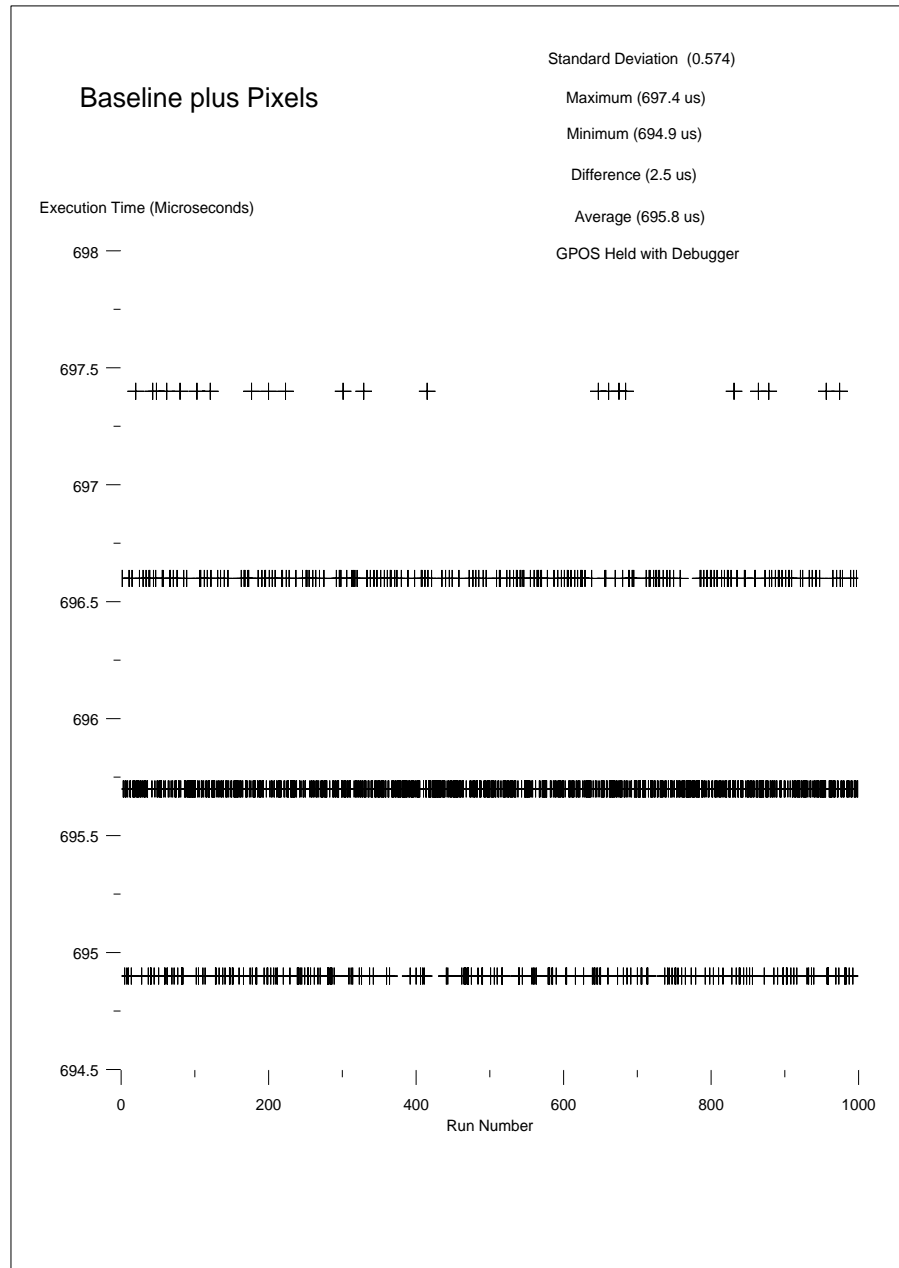 Standard Deviation (0.574)
Baseline plus Pixels
Maximum (697.4 us)
Minimum (694.9 us)
Difference (2.5 us)
Execution Time (Microseconds)
Average (695.8 us)
GPOS Held with Debugger
698
697.5
697
696.5
696
695.5
695
694.5
0 200 400 600 800 1000
Run Number